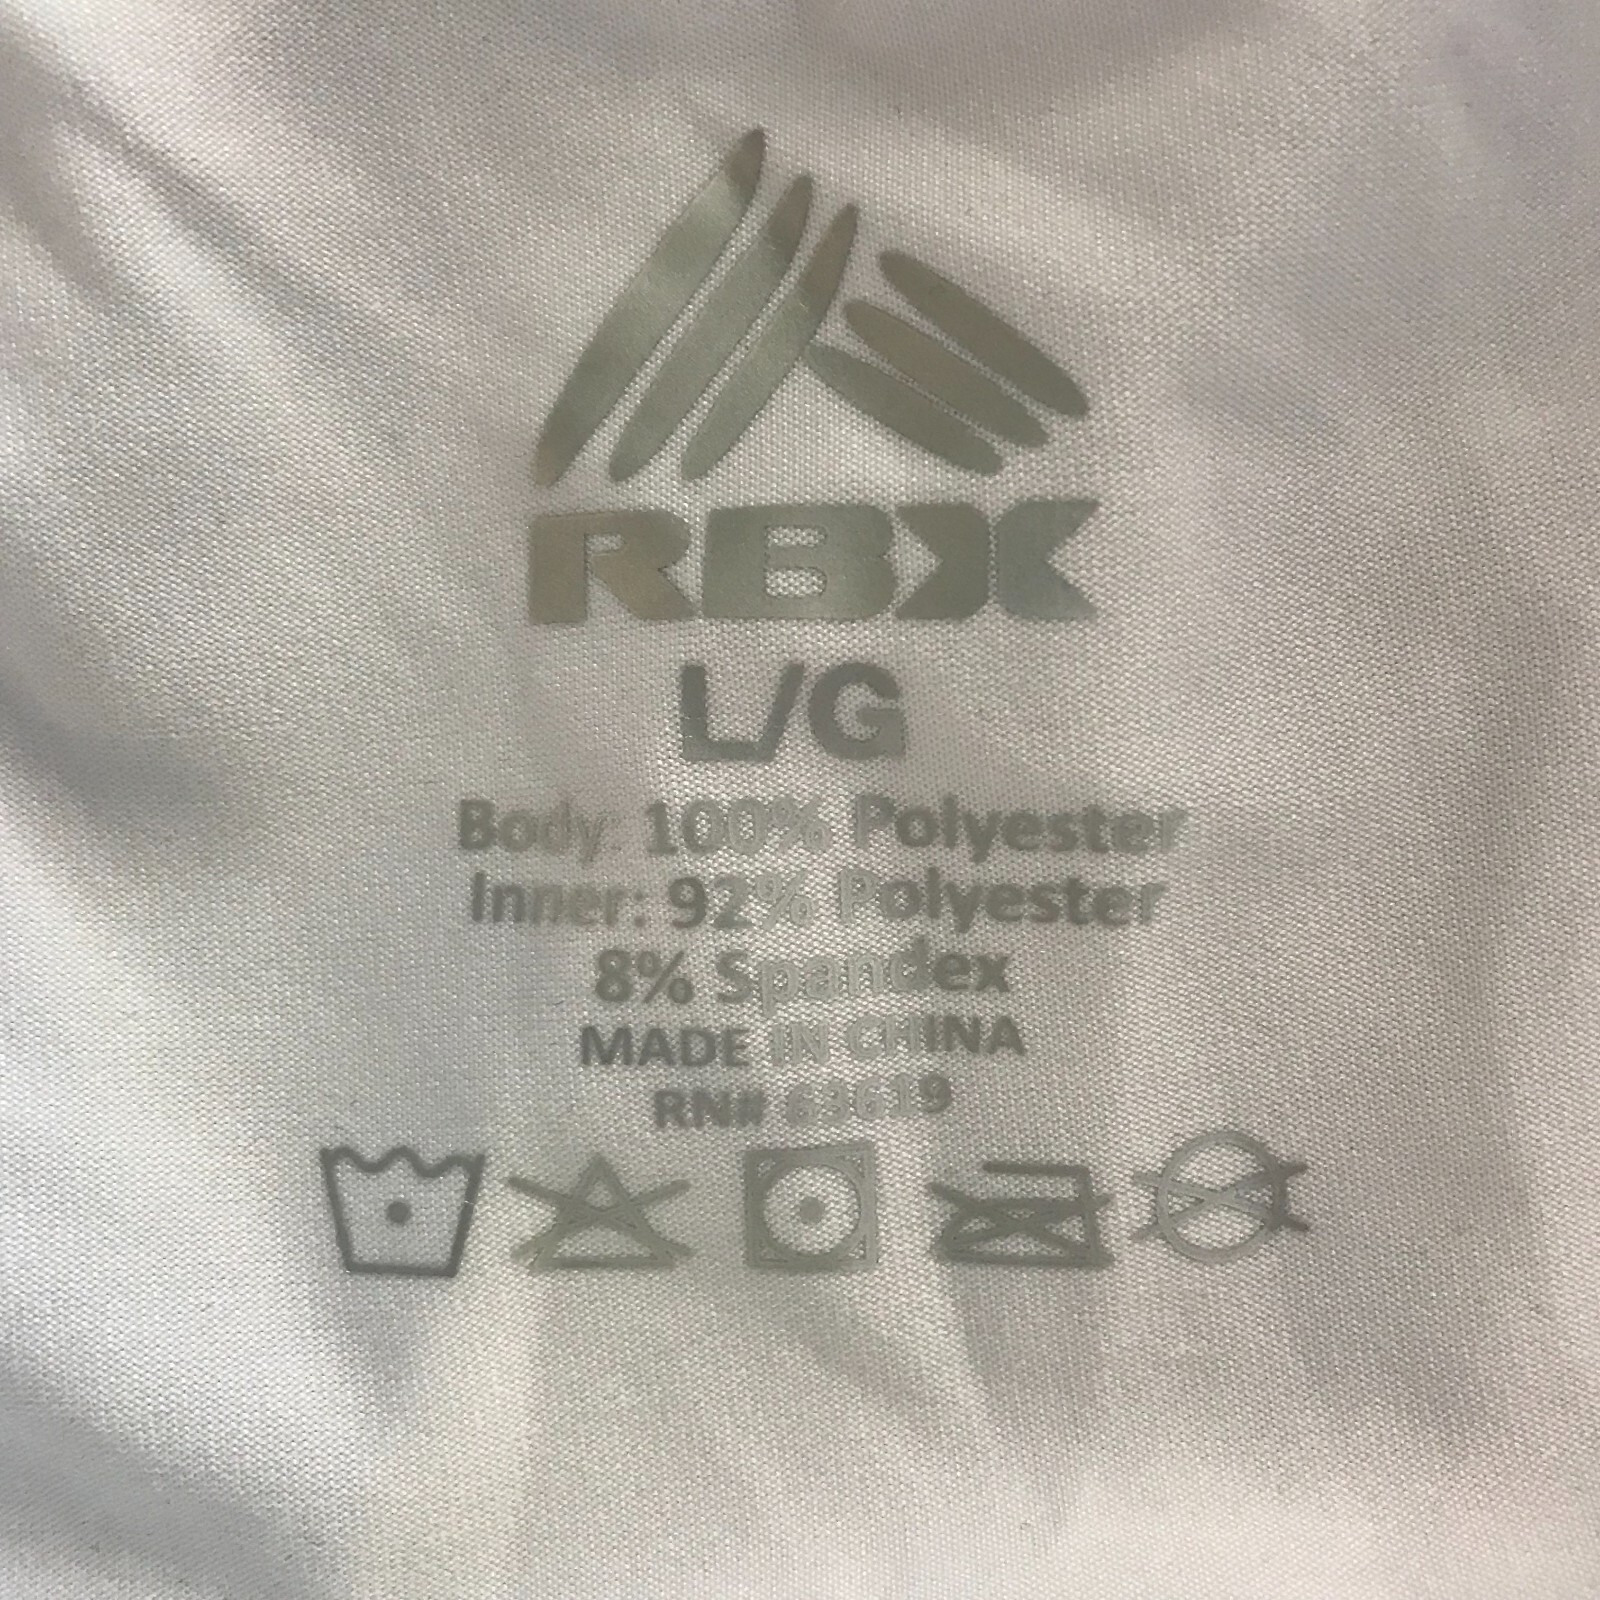 RBX
L/G
Body: 100% Polyester
Inner: 92% Polyester
8% Spandex
MADE IN CHINA
RN# 63619